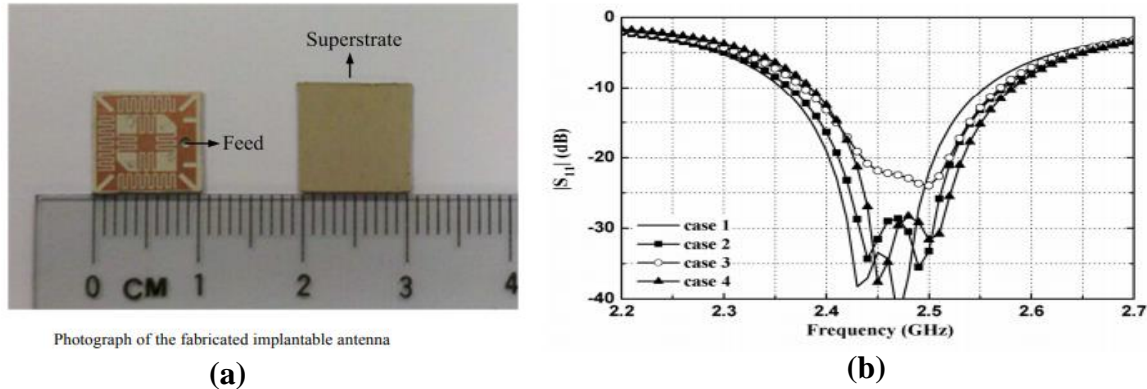 Superstrate
Feed
0 CM 1 2 3 4
Photograph of the fabricated implantable antenna
(a)
0
-10
-20
-30
-40
|S11| (dB)
case 1
case 2
case 3
case 4
2.2 2.3 2.4 2.5 2.6 2.7
Frequency (GHz)
(b)